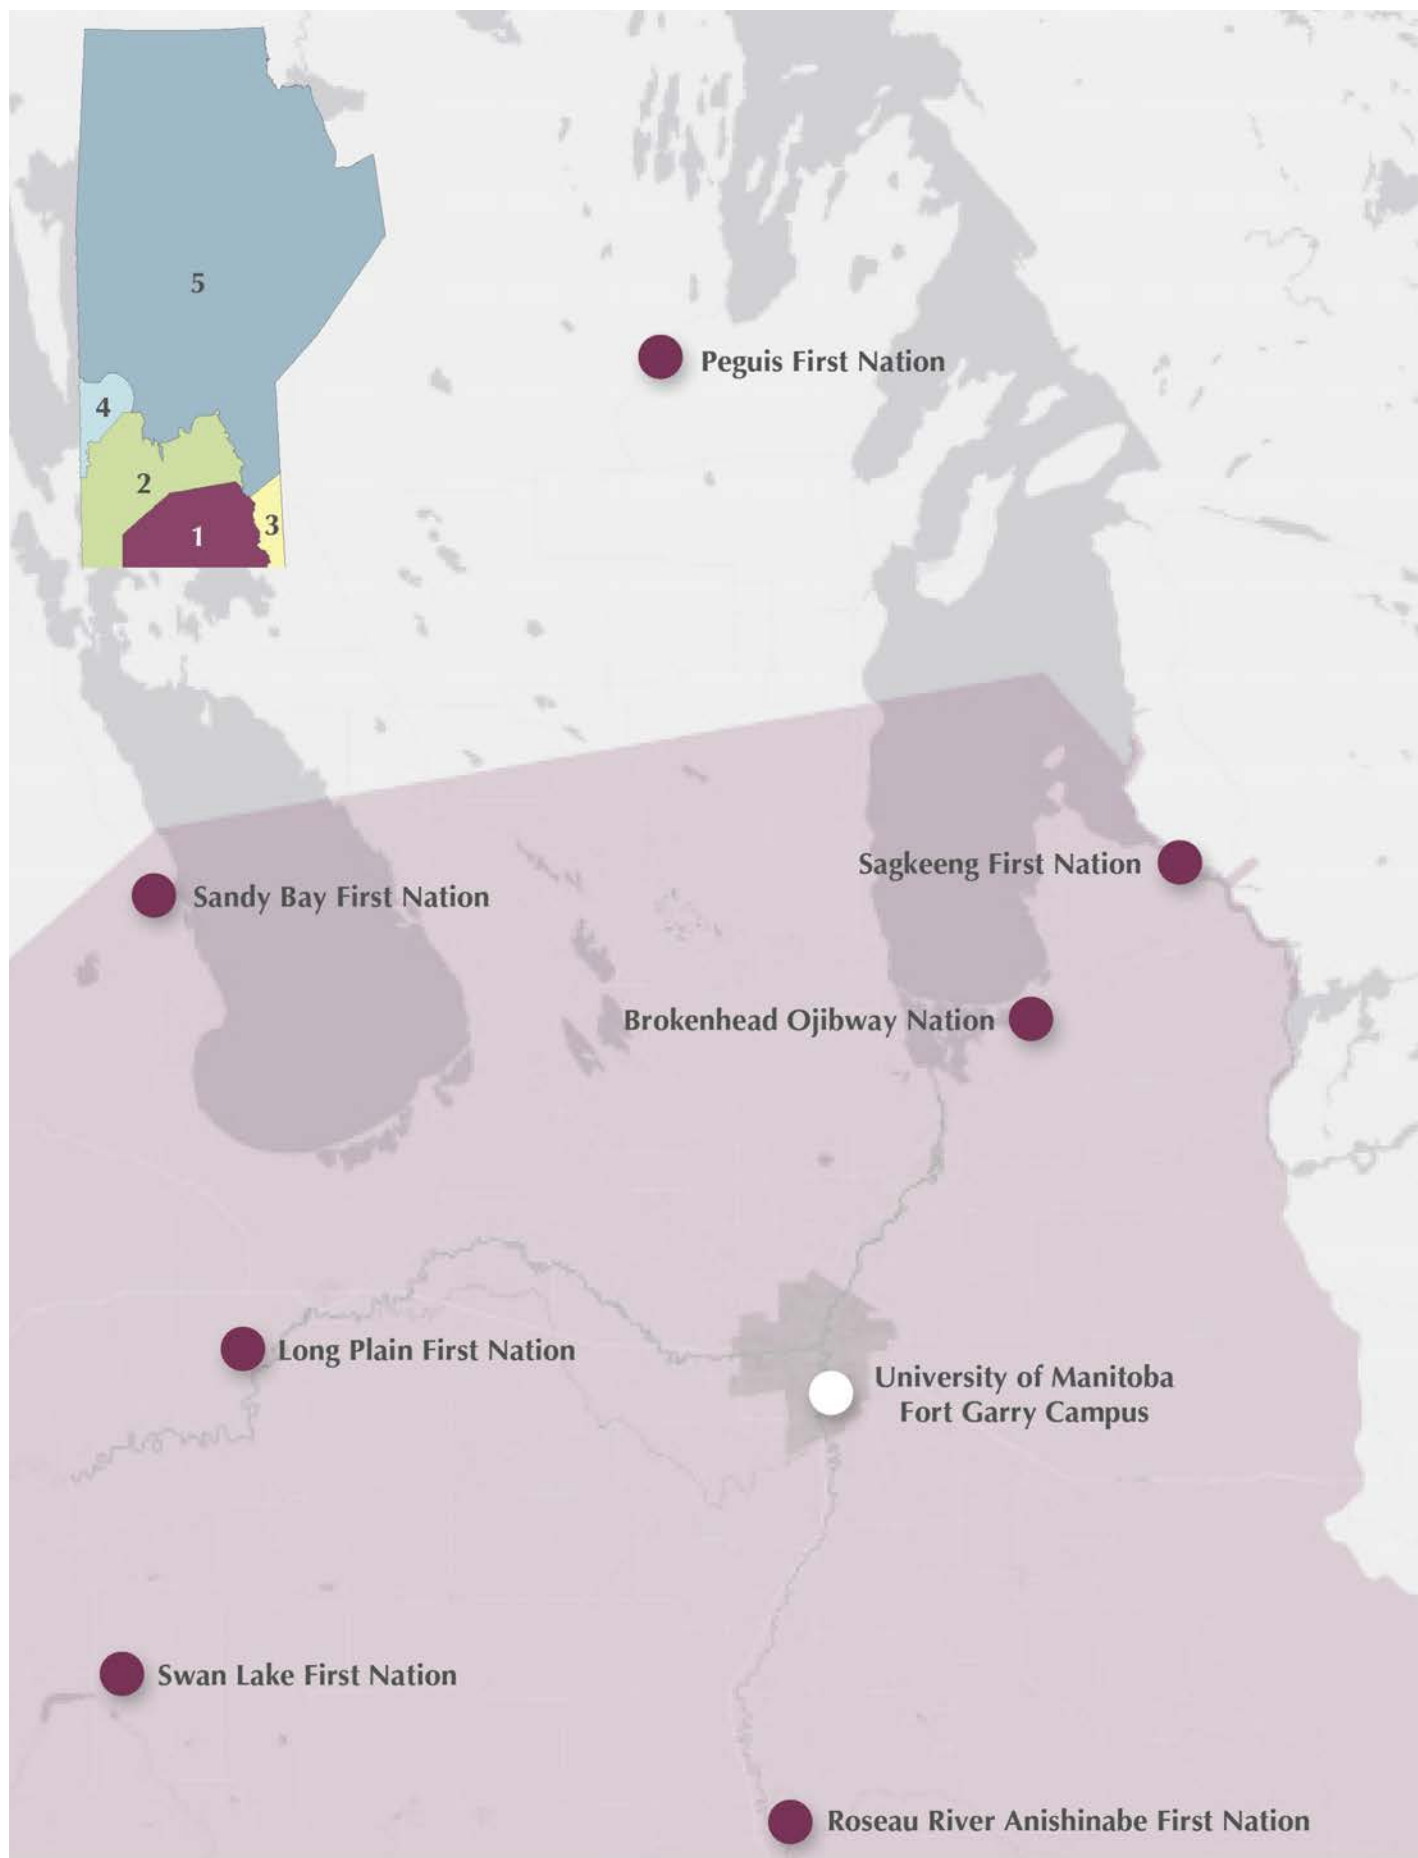 5
Peguis First Nation
4
2
3
1
Sagkeeng First Nation
Sandy Bay First Nation
Brokenhead Ojibway Nation
Long Plain First Nation
University of Manitoba
Fort Garry Campus
Swan Lake First Nation
Roseau River Anishinabe First Nation